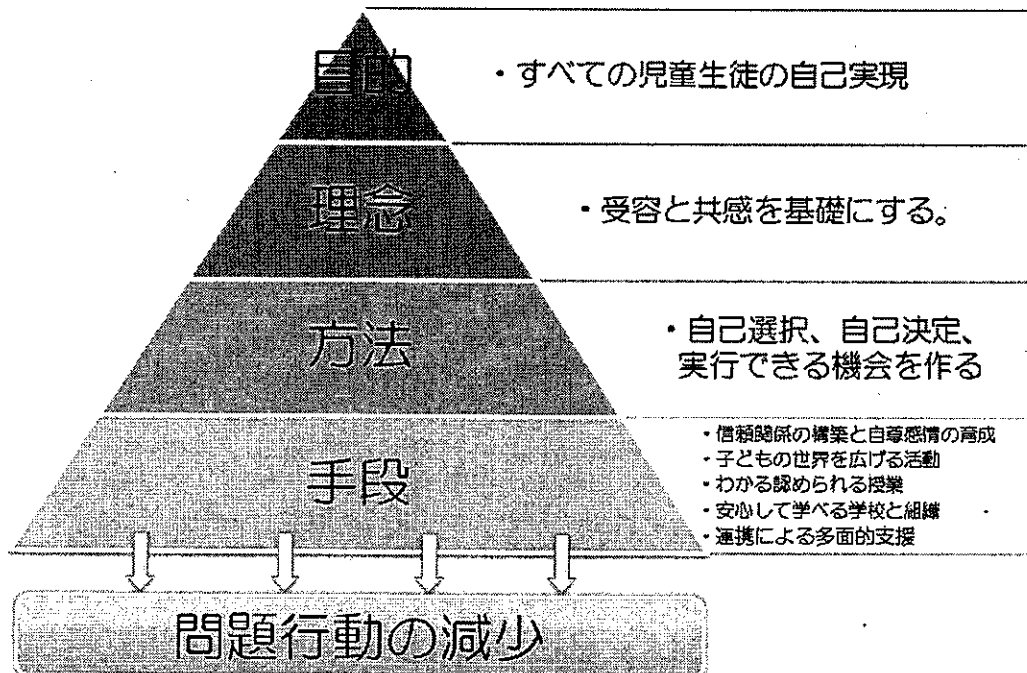 目的
・すべての児童生徒の自己実現
理念
・受容と共感を基礎にする。
方法
・自己選択、自己決定、
実行できる機会を作る
手段
・信頼関係の構築と自尊感情の育成
・子どもの世界を広げる活動
・わかる認められる授業
・安心して学べる学校と組織
・連携による多面的支援
問題行動の減少